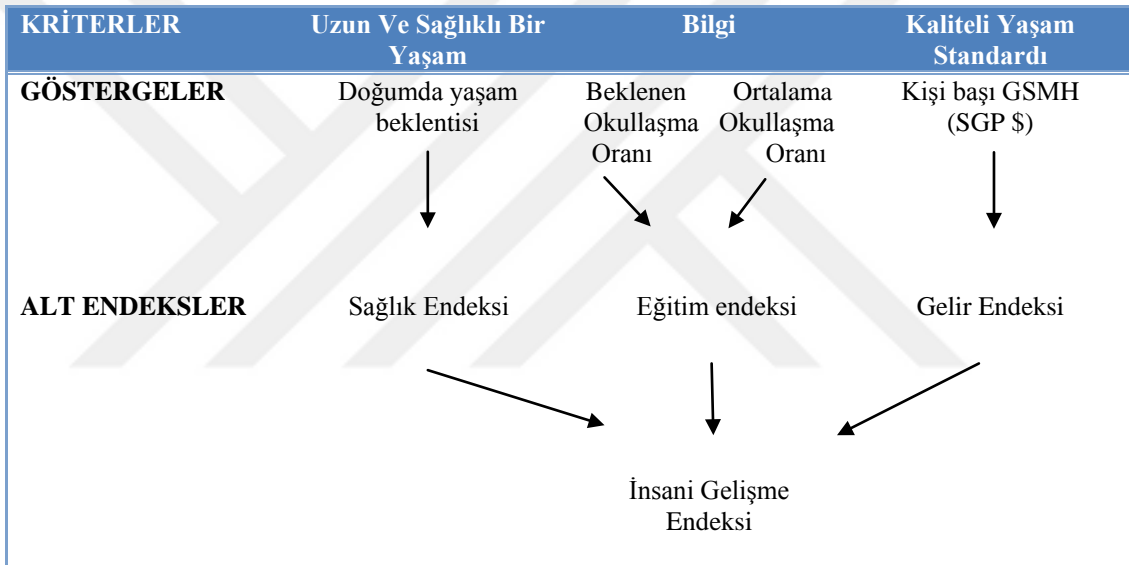 KRİTERLER Uzun Ve Sağlıklı Bir Bilgi Kaliteli Yaşam
Yaşam Standardı
GÖSTERGELER Doğumda yaşam Beklenen Ortalama Kişi başı GSMH
beklentisi Okullaşma Okullaşma (SGP $)
Oranı Oranı
ALT ENDEKSLER Sağlık Endeksi Eğitim endeksi Gelir Endeksi
İnsani Gelişme
Endeksi